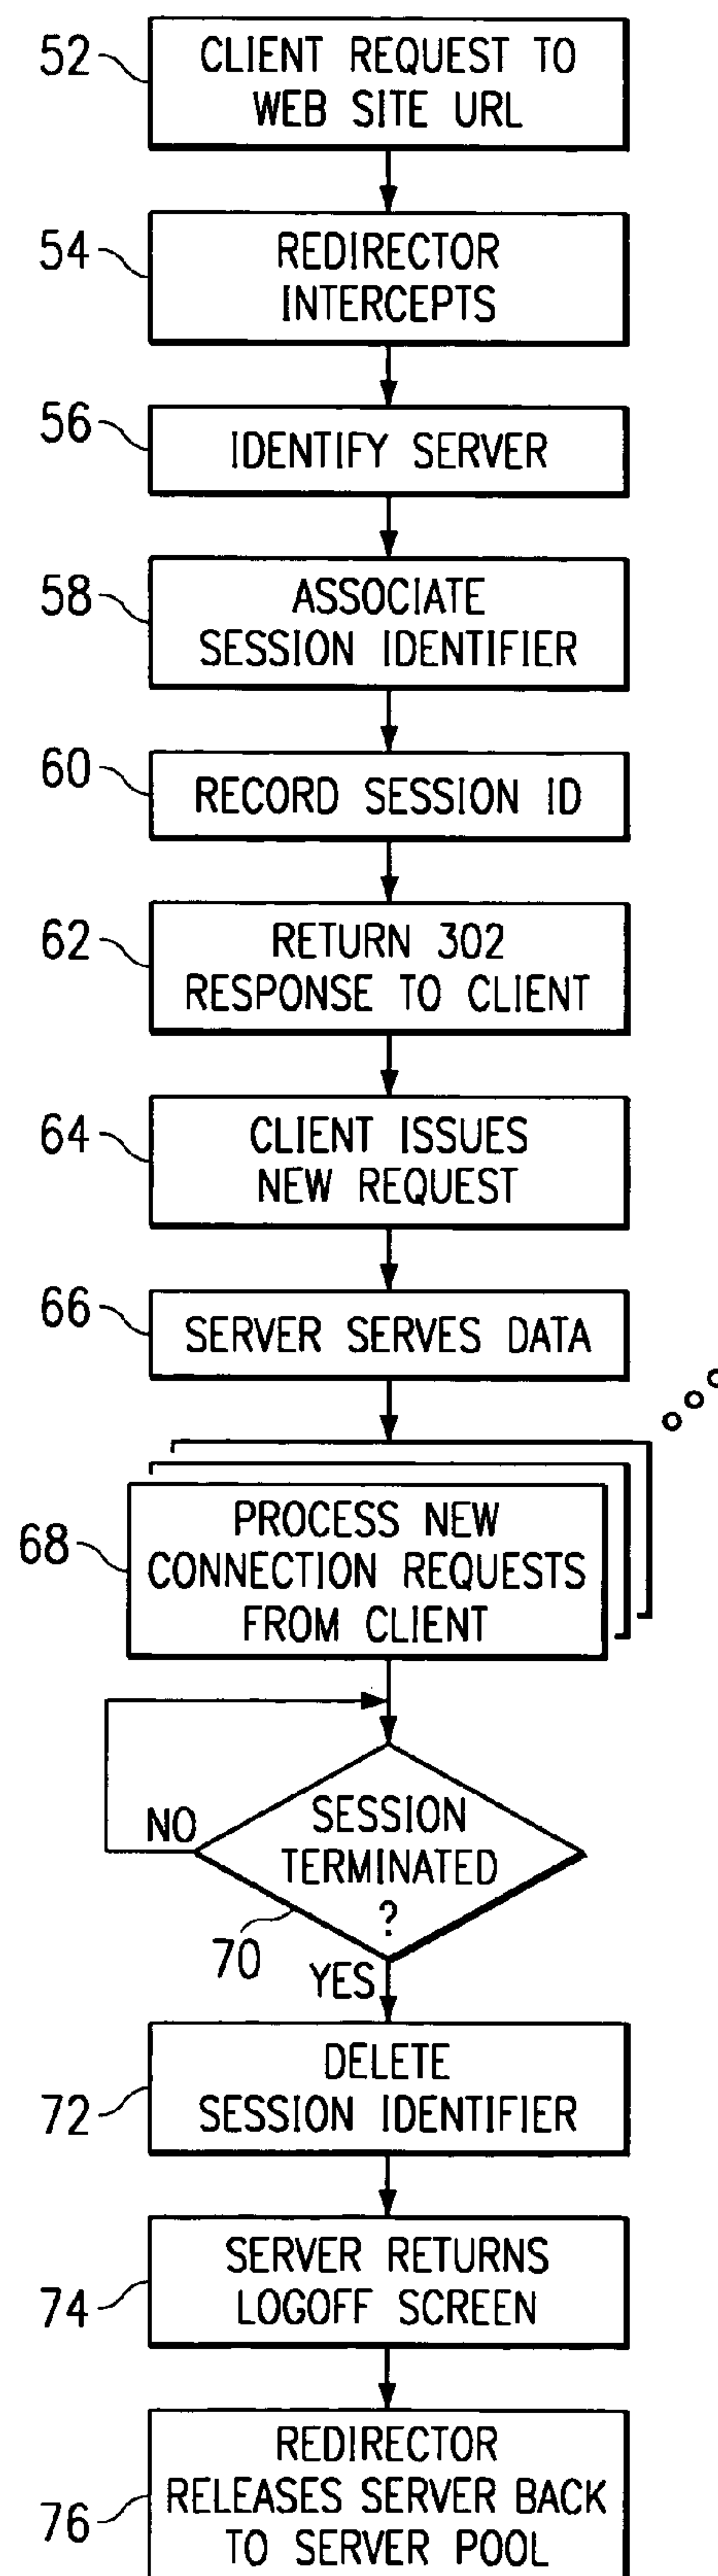 52
CLIENT REQUEST TO
WEB SITE URL
54
REDIRECTOR
INTERCEPTS
56
IDENTIFY SERVER
58
ASSOCIATE
SESSION IDENTIFIER
60
RECORD SESSION ID
62
RETURN 302
RESPONSE TO CLIENT
64
CLIENT ISSUES
NEW REQUEST
66
SERVER SERVES DATA
68
PROCESS NEW
CONNECTION REQUESTS
FROM CLIENT
NO
SESSION
TERMINATED
?
70
YES
72
DELETE
SESSION IDENTIFIER
74
SERVER RETURNS
LOGOFF SCREEN
76
REDIRECTOR
RELEASES SERVER BACK
TO SERVER POOL